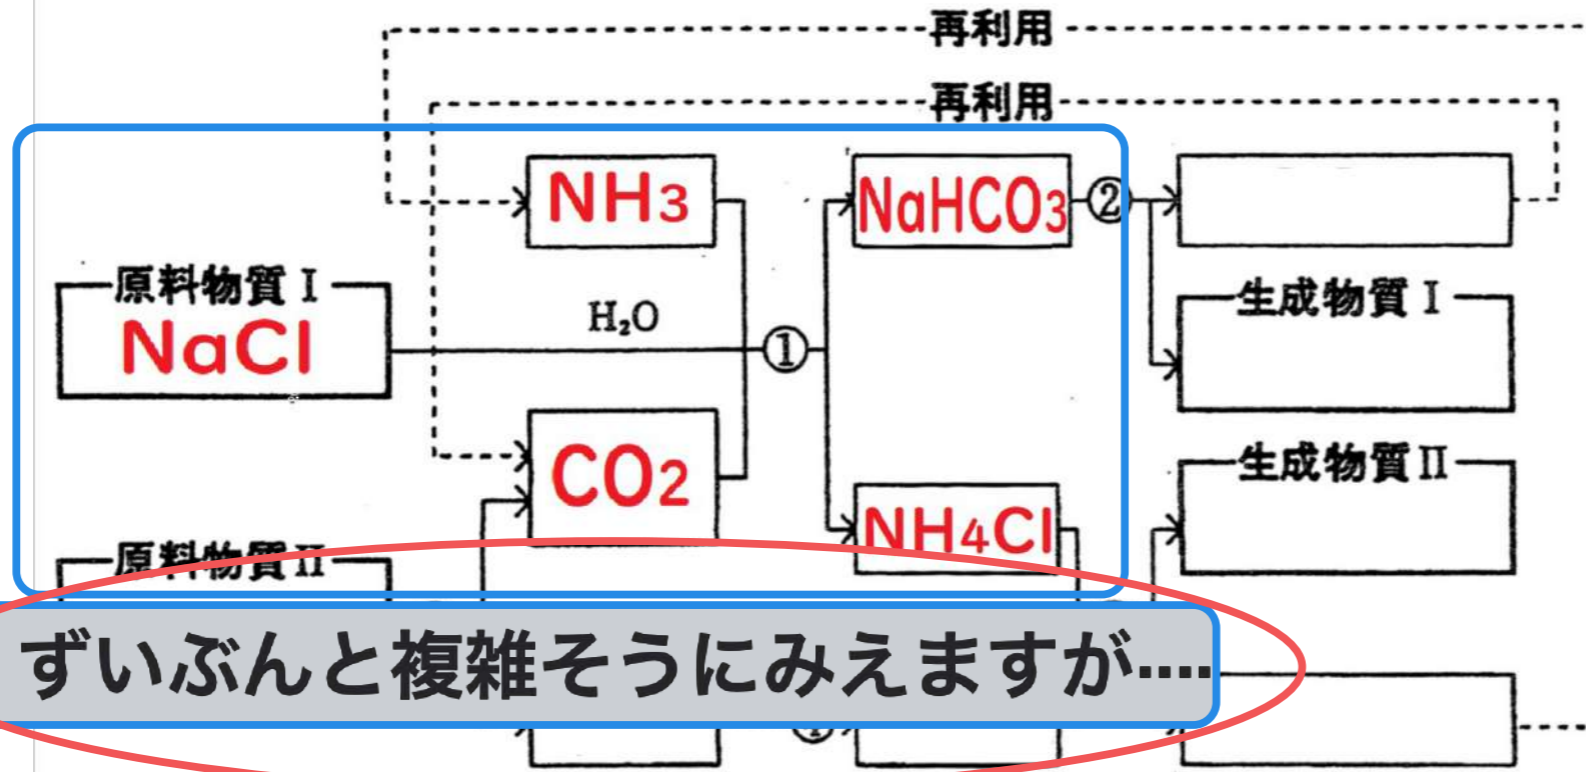 再利用
再利用
NH3
NaHCO3
②
原料物質 I
NaCl
H₂O
①
生成物質 I
CO2
生成物質 II
NH4Cl
原料物質 II
ずいぶんと複雑そうにみえますが....